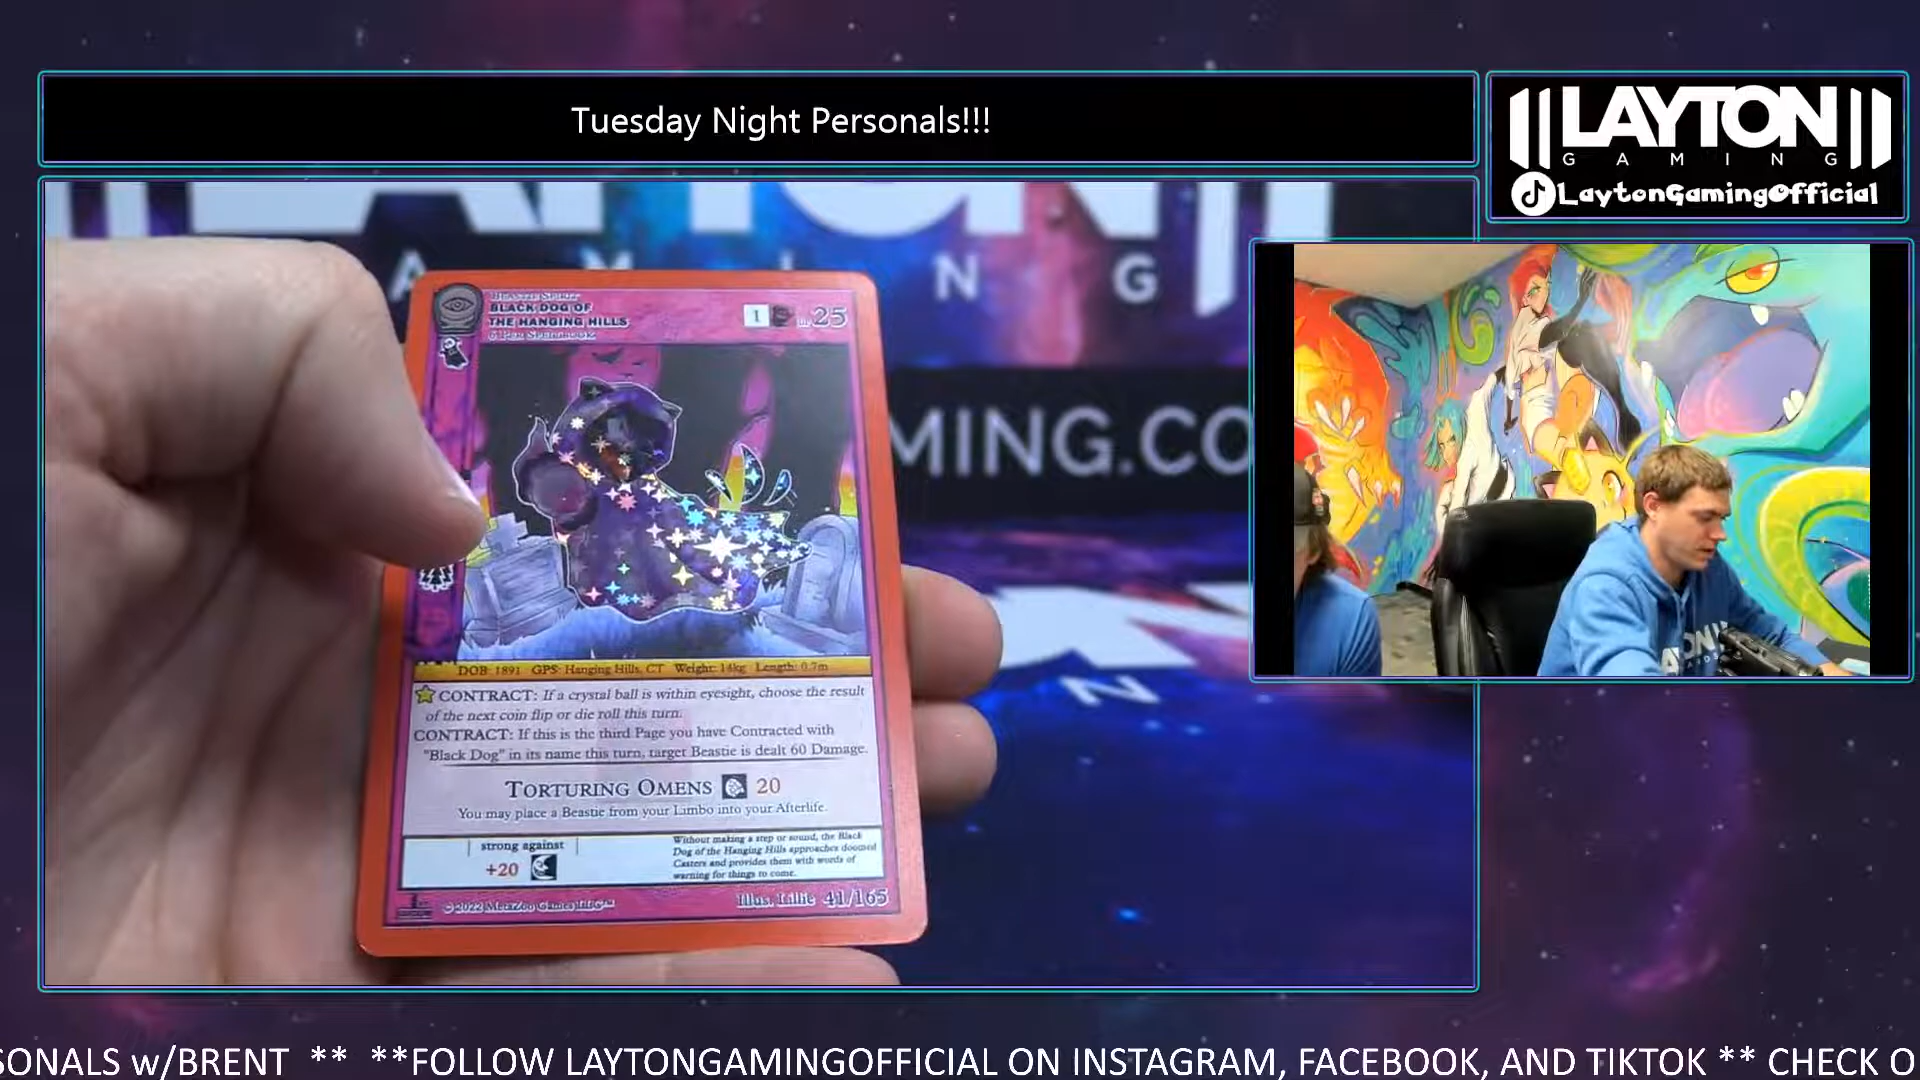 Tuesday Night Personals!!!
LAYTON
GAMING
LaytonGamingOfficial
A M I N G
MING.CO
BEASTIE SPIRIT
BLACK DOG OF
THE HANGING HILLS
6 PER SPELLBOOK
1
25
DOB: 1891 GPS: Hanging Hills, CT Weight: 14kg Length: 0.7m
CONTRACT: If a crystal ball is within eyesight, choose the result
of the next coin flip or die roll this turn.
CONTRACT: If this is the third Page you have Contracted with
"Black Dog" in its name this turn, target Beastie is dealt 60 Damage.
TORTURING OMENS 20
You may place a Beastie from your Limbo into your Afterlife.
strong against
+20
Without making a step or sound, the Black
Dog of the Hanging Hills approaches doomed
Casters and provides them with words of
warning for things to come.
©2022 MetaZoo Games LLC™
Illus. Lillie 41/165
SONALS w/BRENT ** **FOLLOW LAYTONGAMINGOFFICIAL ON INSTAGRAM, FACEBOOK, AND TIKTOK ** CHECK O